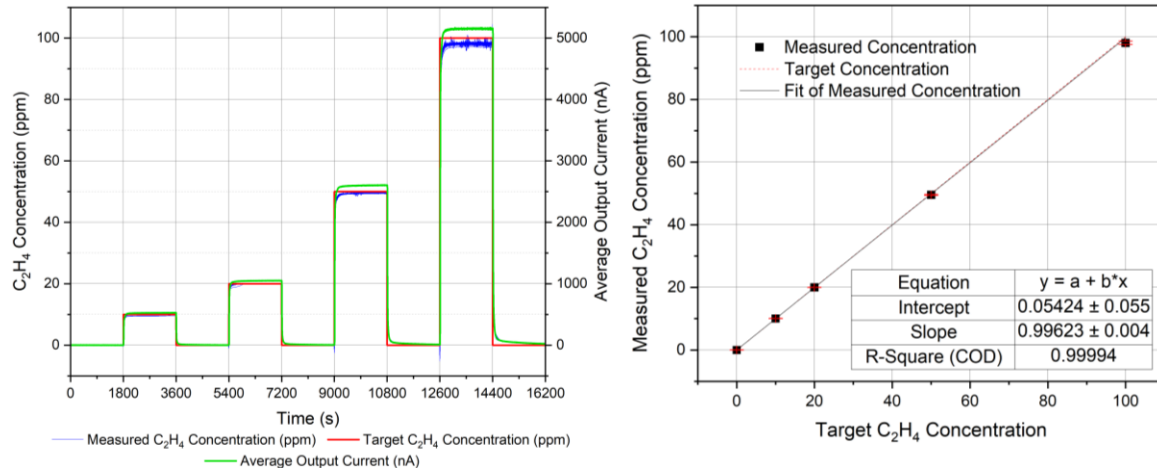 100
80
60
40
20
0
C₂H₄ Concentration (ppm)
5000
4000
3000
2000
1000
0
Average Output Current (nA)
0 1800 3600 5400 7200 9000 10800 12600 14400 16200
Time (s)
Measured C₂H₄ Concentration (ppm) Target C₂H₄ Concentration (ppm)
Average Output Current (nA)
100
80
60
40
20
0
Measured C₂H₄ Concentration (ppm)
Measured Concentration
Target Concentration
Fit of Measured Concentration
Equation y = a + b*x
Intercept 0.05424 ± 0.055
Slope 0.99623 ± 0.004
R-Square (COD) 0.99994
0 20 40 60 80 100
Target C₂H₄ Concentration